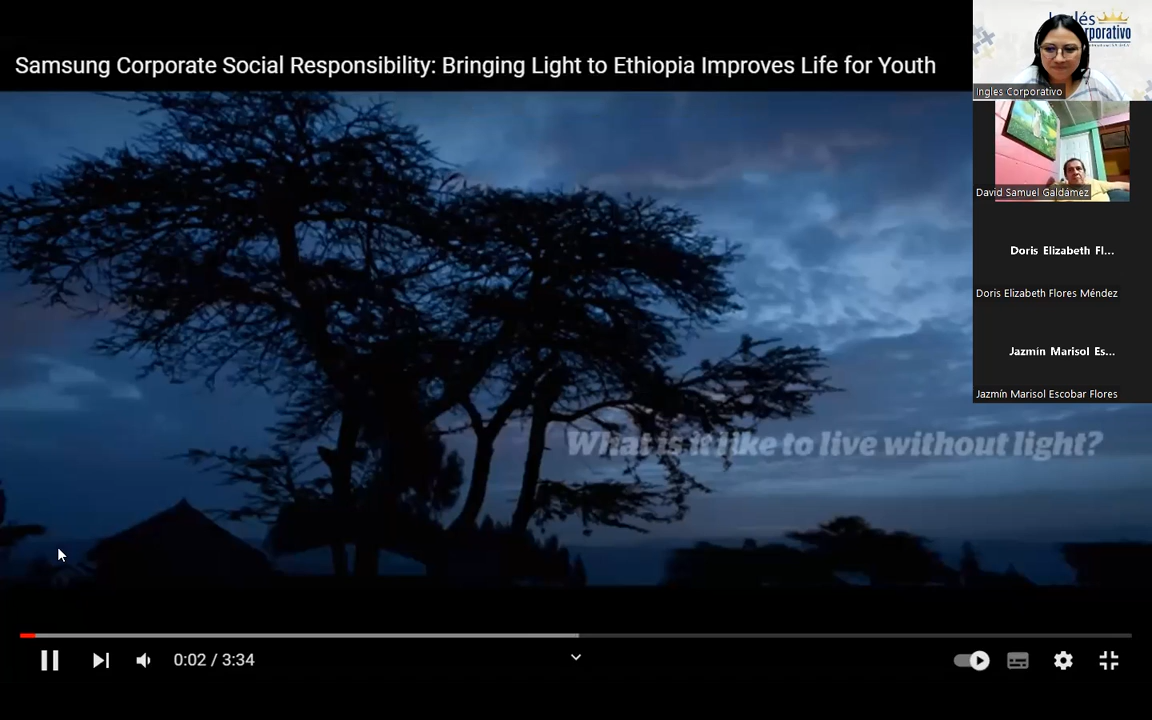 Samsung Corporate Social Responsibility: Bringing Light to Ethiopia Improves Life for Youth
Inglés
Corporativo
Ingles Corporativo
David Samuel Galdámez
Doris Elizabeth Fl...
Doris Elizabeth Flores Méndez
Jazmín Marisol Es...
Jazmín Marisol Escobar Flores
What is it like to live without light?
0:02 / 3:34